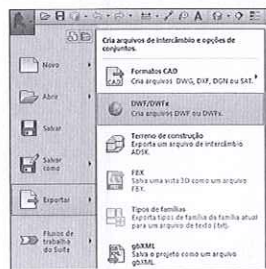 Cria arquivos de intercâmbio e opções de
conjuntos.
Novo
Abrir
Salvar
Salvar
como
Exportar
Fluxos de
trabalho
do Suite
Formatos CAD
Cria arquivos DWG, DXF, DGN ou SAT.
DWF/DWFx
Cria arquivos DWF ou DWFx.
Terreno de construção
Exporta um arquivo de intercâmbio
ADSK.
FBX
Salva uma vista 3D como um arquivo
FBX.
Tipos de famílias
Exporta tipos de família da família atual
para um arquivo de texto (.txt).
gbXML
Salva o projeto como um arquivo
gbXML.